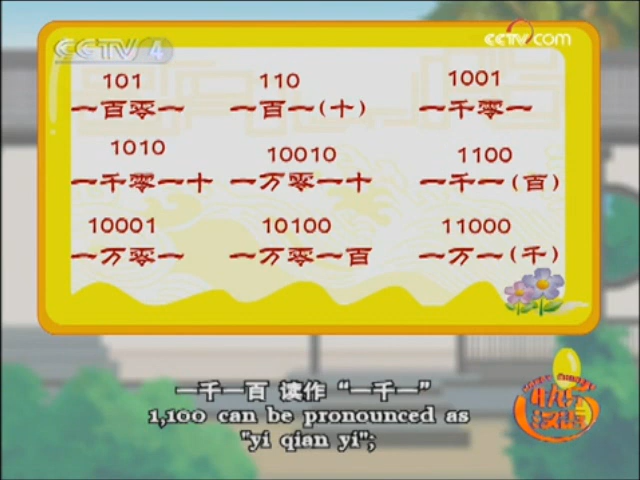 CCTV 4
CCTV.COM
101 110 1001
一百零一 一百一(十) 一千零一
1010 10010 1100
一千零一十 一万零一十 一千一(百)
10001 10100 11000
一万零一 一万零一百 一万一(千)
一千一百 读作“一千一”
1,100 can be pronounced as
"yi qian yi";
汉语